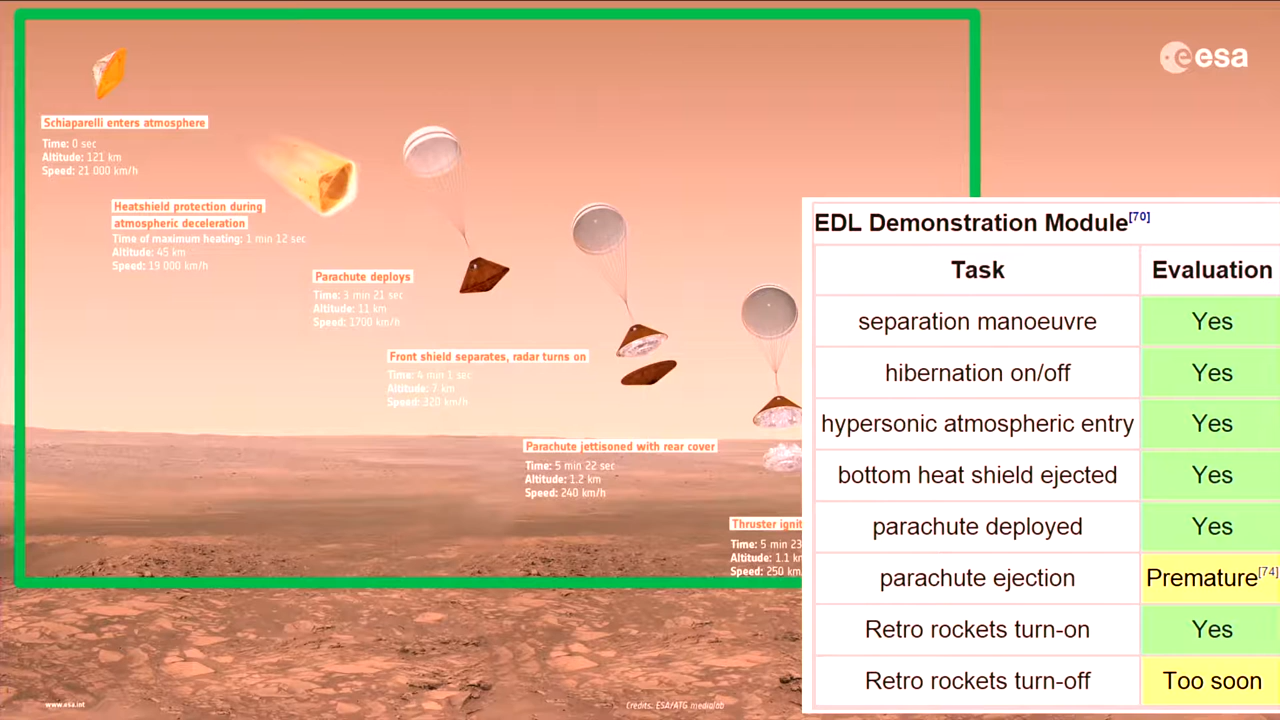 esa
Schiaparelli enters atmosphere
Time: 0 sec
Altitude: 121 km
Speed: 21 000 km/h
Heatshield protection during
atmospheric deceleration
Time of maximum heating: 1 min 12 sec
Altitude: 45 km
Speed: 19 000 km/h
Parachute deploys
Time: 3 min 21 sec
Altitude: 11 km
Speed: 1700 km/h
Front shield separates, radar turns on
Time: 4 min 1 sec
Altitude: 7 km
Speed: 320 km/h
Parachute jettisoned with rear cover
Time: 5 min 22 sec
Altitude: 1.2 km
Speed: 240 km/h
Thruster ignit
Time: 5 min 23
Altitude: 1.1 k
Speed: 250 km
EDL Demonstration Module[70]
Task Evaluation
separation manoeuvre Yes
hibernation on/off Yes
hypersonic atmospheric entry Yes
bottom heat shield ejected Yes
parachute deployed Yes
parachute ejection Premature[74]
Retro rockets turn-on Yes
Retro rockets turn-off Too soon
www.esa.int
Credits: ESA/ATG medialab